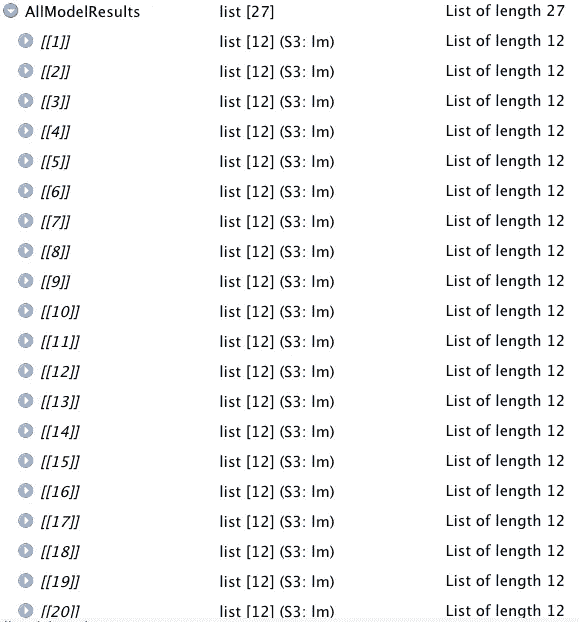 AllModelResults list [27] List of length 27
[[1]] list [12] (S3: lm) List of length 12
[[2]] list [12] (S3: lm) List of length 12
[[3]] list [12] (S3: lm) List of length 12
[[4]] list [12] (S3: lm) List of length 12
[[5]] list [12] (S3: lm) List of length 12
[[6]] list [12] (S3: lm) List of length 12
[[7]] list [12] (S3: lm) List of length 12
[[8]] list [12] (S3: lm) List of length 12
[[9]] list [12] (S3: lm) List of length 12
[[10]] list [12] (S3: lm) List of length 12
[[11]] list [12] (S3: lm) List of length 12
[[12]] list [12] (S3: lm) List of length 12
[[13]] list [12] (S3: lm) List of length 12
[[14]] list [12] (S3: lm) List of length 12
[[15]] list [12] (S3: lm) List of length 12
[[16]] list [12] (S3: lm) List of length 12
[[17]] list [12] (S3: lm) List of length 12
[[18]] list [12] (S3: lm) List of length 12
[[19]] list [12] (S3: lm) List of length 12
[[20]] list [12] (S3: lm) List of length 12